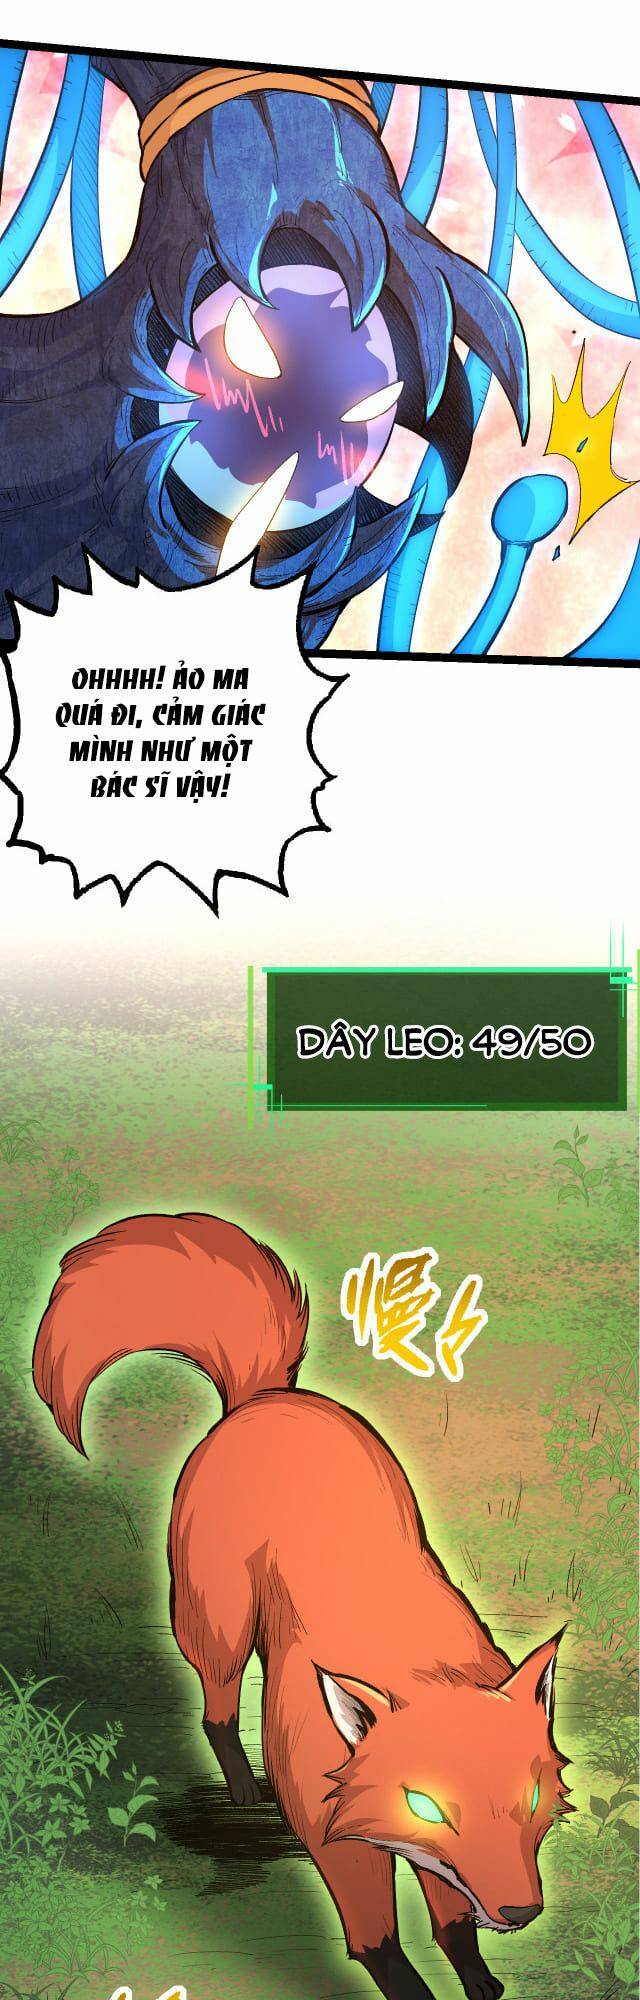 OHHHH! ẢO MA
QUÁ ĐI, CẢM GIÁC
MÌNH NHƯ MỘT
BÁC SĨ VẬY!
DÂY LEO: 49/50
慢